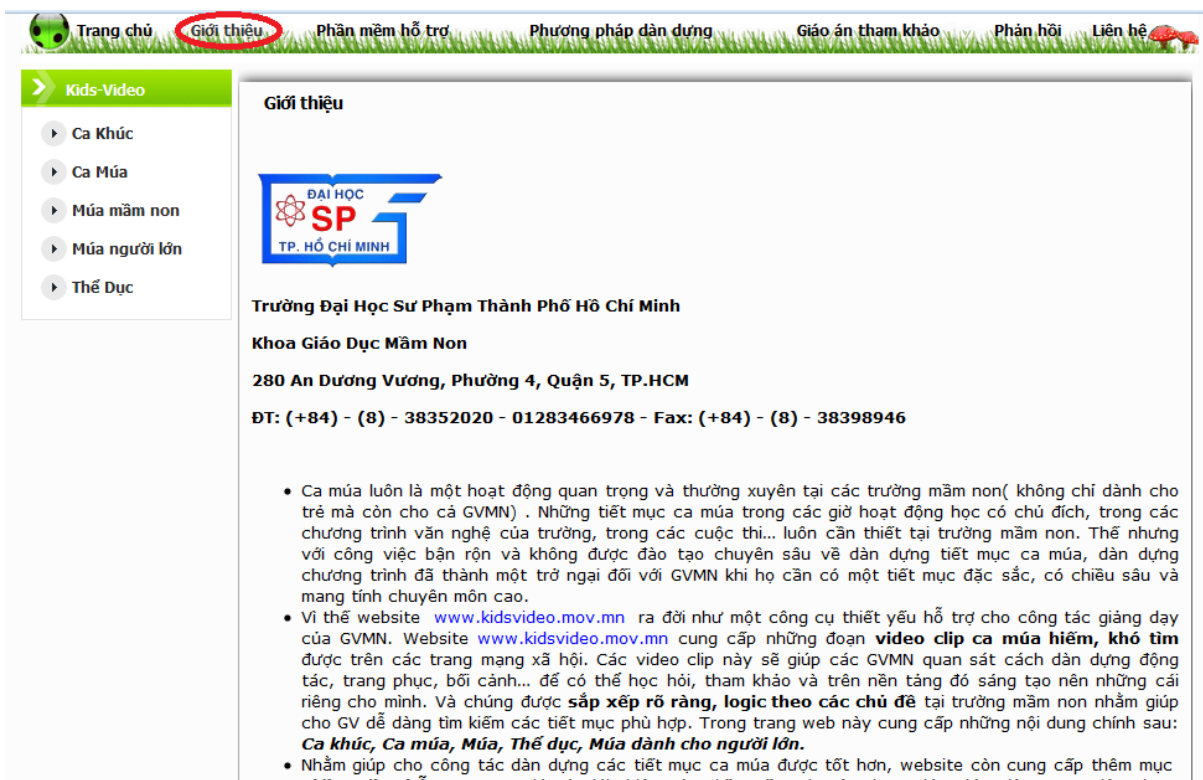 Trang chủ Giới thiệu Phần mềm hỗ trợ Phương pháp dàn dựng Giáo án tham khảo Phản hồi Liên hệ
Kids-Video
Ca Khúc
Ca Múa
Múa mầm non
Múa người lớn
Thể Dục
Giới thiệu
ĐẠI HỌC
SP
TP. HỒ CHÍ MINH
Trường Đại Học Sư Phạm Thành Phố Hồ Chí Minh
Khoa Giáo Dục Mầm Non
280 An Dương Vương, Phường 4, Quận 5, TP.HCM
ĐT: (+84) - (8) - 38352020 - 01283466978 - Fax: (+84) - (8) - 38398946
• Ca múa luôn là một hoạt động quan trọng và thường xuyên tại các trường mầm non( không chỉ dành cho
trẻ mà còn cho cả GVMN) . Những tiết mục ca múa trong các giờ hoạt động học có chủ đích, trong các
chương trình văn nghệ của trường, trong các cuộc thi... luôn cần thiết tại trường mầm non. Thế nhưng
với công việc bận rộn và không được đào tạo chuyên sâu về dàn dựng tiết mục ca múa, dàn dựng
chương trình đã thành một trở ngại đối với GVMN khi họ cần có một tiết mục đặc sắc, có chiều sâu và
mang tính chuyên môn cao.
• Vì thế website www.kidsvideo.mov.mn ra đời như một công cụ thiết yếu hỗ trợ cho công tác giảng dạy
của GVMN. Website www.kidsvideo.mov.mn cung cấp những đoạn video clip ca múa hiếm, khó tìm
được trên các trang mạng xã hội. Các video clip này sẽ giúp các GVMN quan sát cách dàn dựng động
tác, trang phục, bối cảnh... để có thể học hỏi, tham khảo và trên nền tảng đó sáng tạo nên những cái
riêng cho mình. Và chúng được sắp xếp rõ ràng, logic theo các chủ đề tại trường mầm non nhằm giúp
cho GV dễ dàng tìm kiếm các tiết mục phù hợp. Trong trang web này cung cấp những nội dung chính sau:
Ca khúc, Ca múa, Múa, Thể dục, Múa dành cho người lớn.
• Nhằm giúp cho công tác dàn dựng các tiết mục ca múa được tốt hơn, website còn cung cấp thêm mục